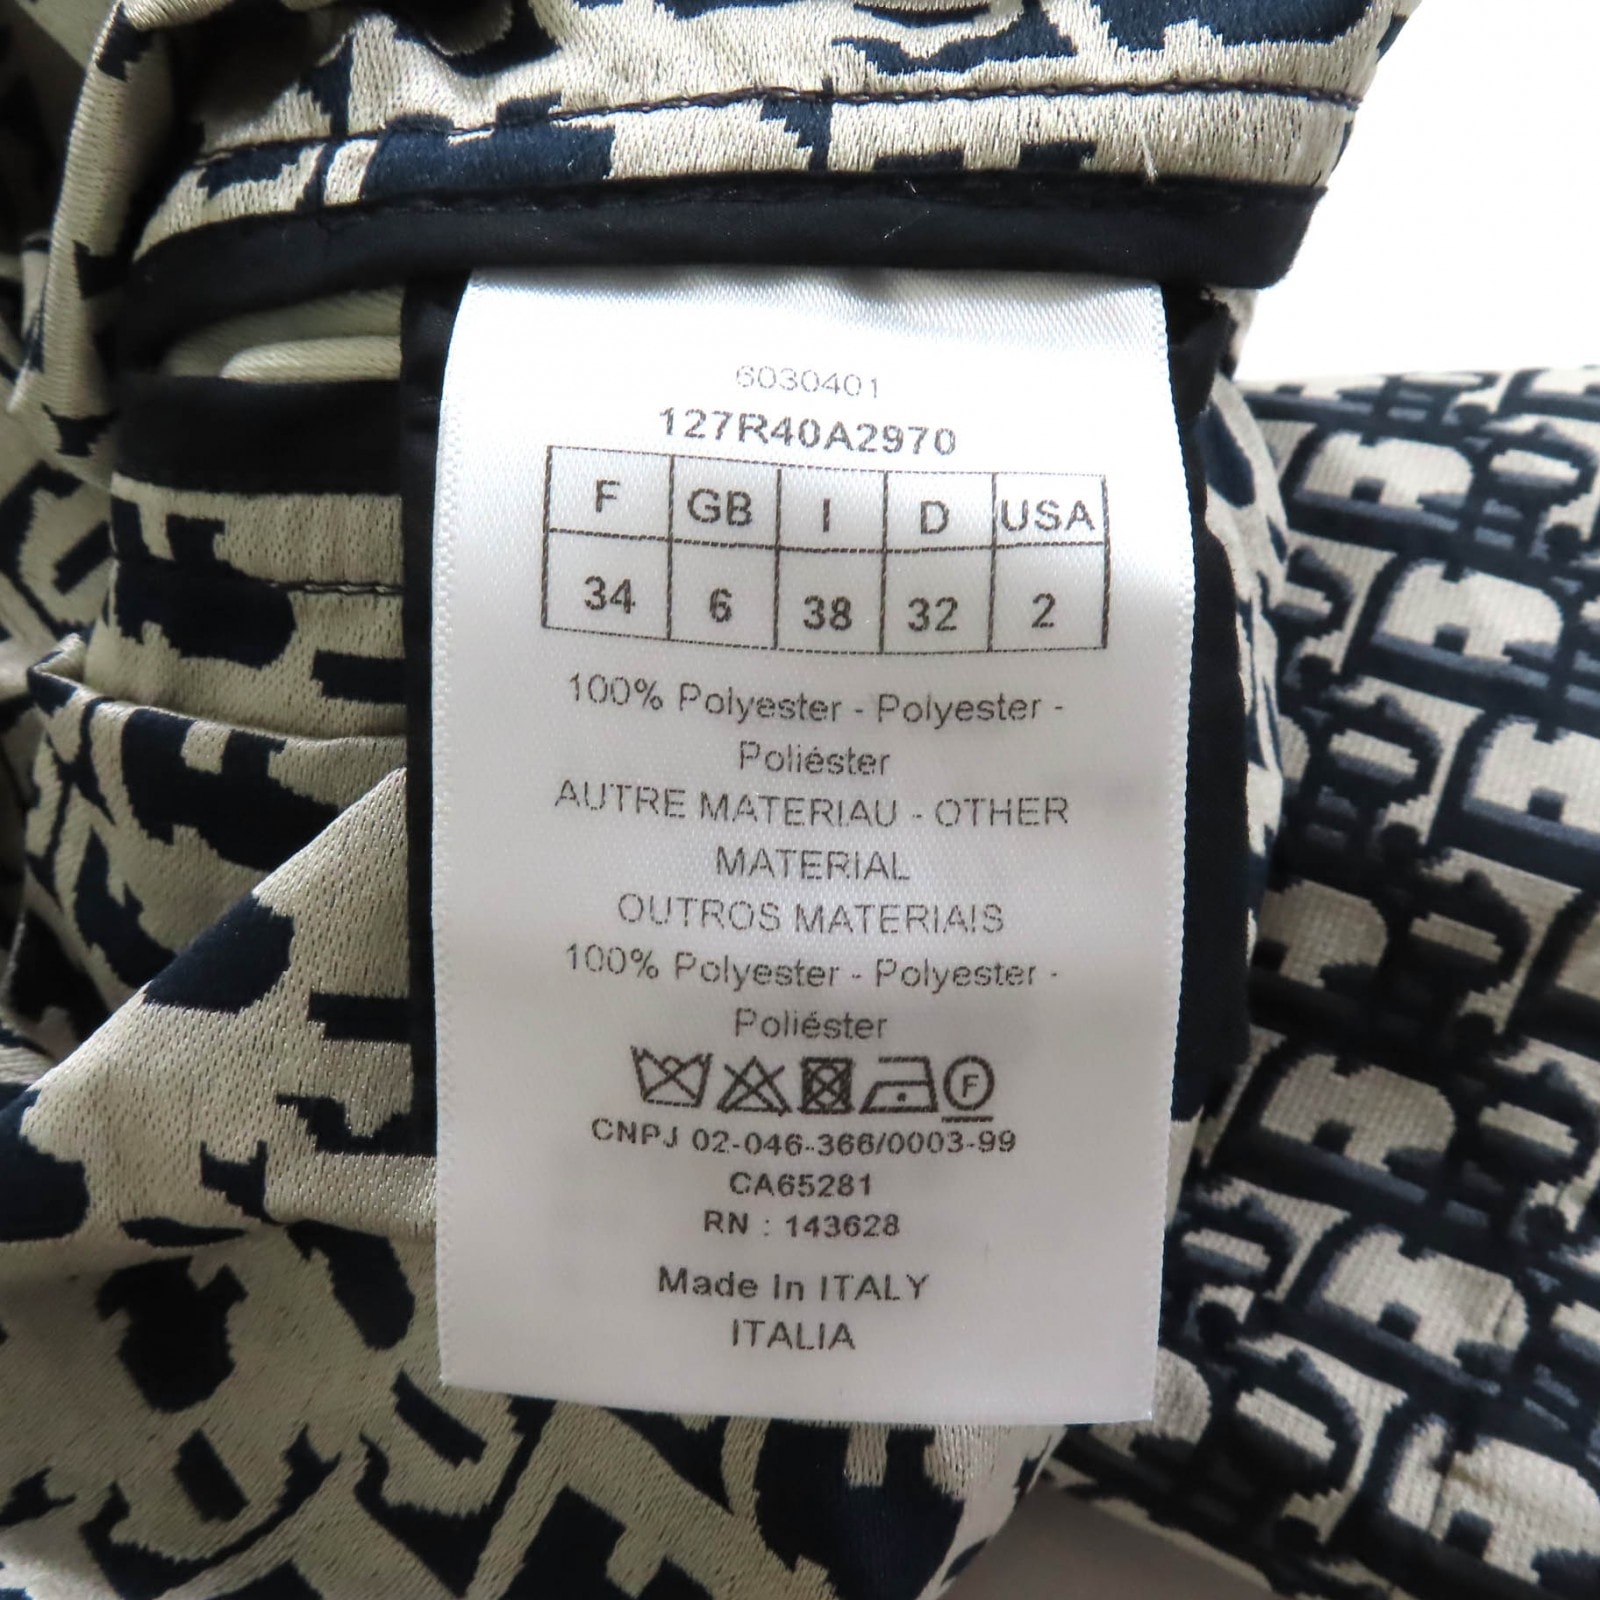 6030401
127R40A2970
F GB I D USA
34 6 38 32 2
100% Polyester - Polyester -
Poliéster
AUTRE MATERIAU - OTHER
MATERIAL
OUTROS MATERIAIS
100% Polyester - Polyester -
Poliéster
F
CNPJ 02-046-366/0003-99
CA65281
RN : 143628
Made In ITALY
ITALIA